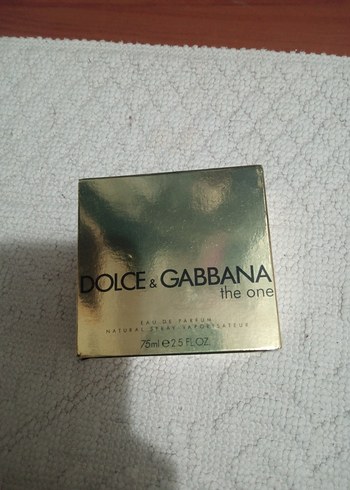 DOLCE & GABBANA
the one
EAU DE PARFUM
NATURAL SPRAY-VAPORISATEUR
75ml ℮ 2.5 FL.OZ.